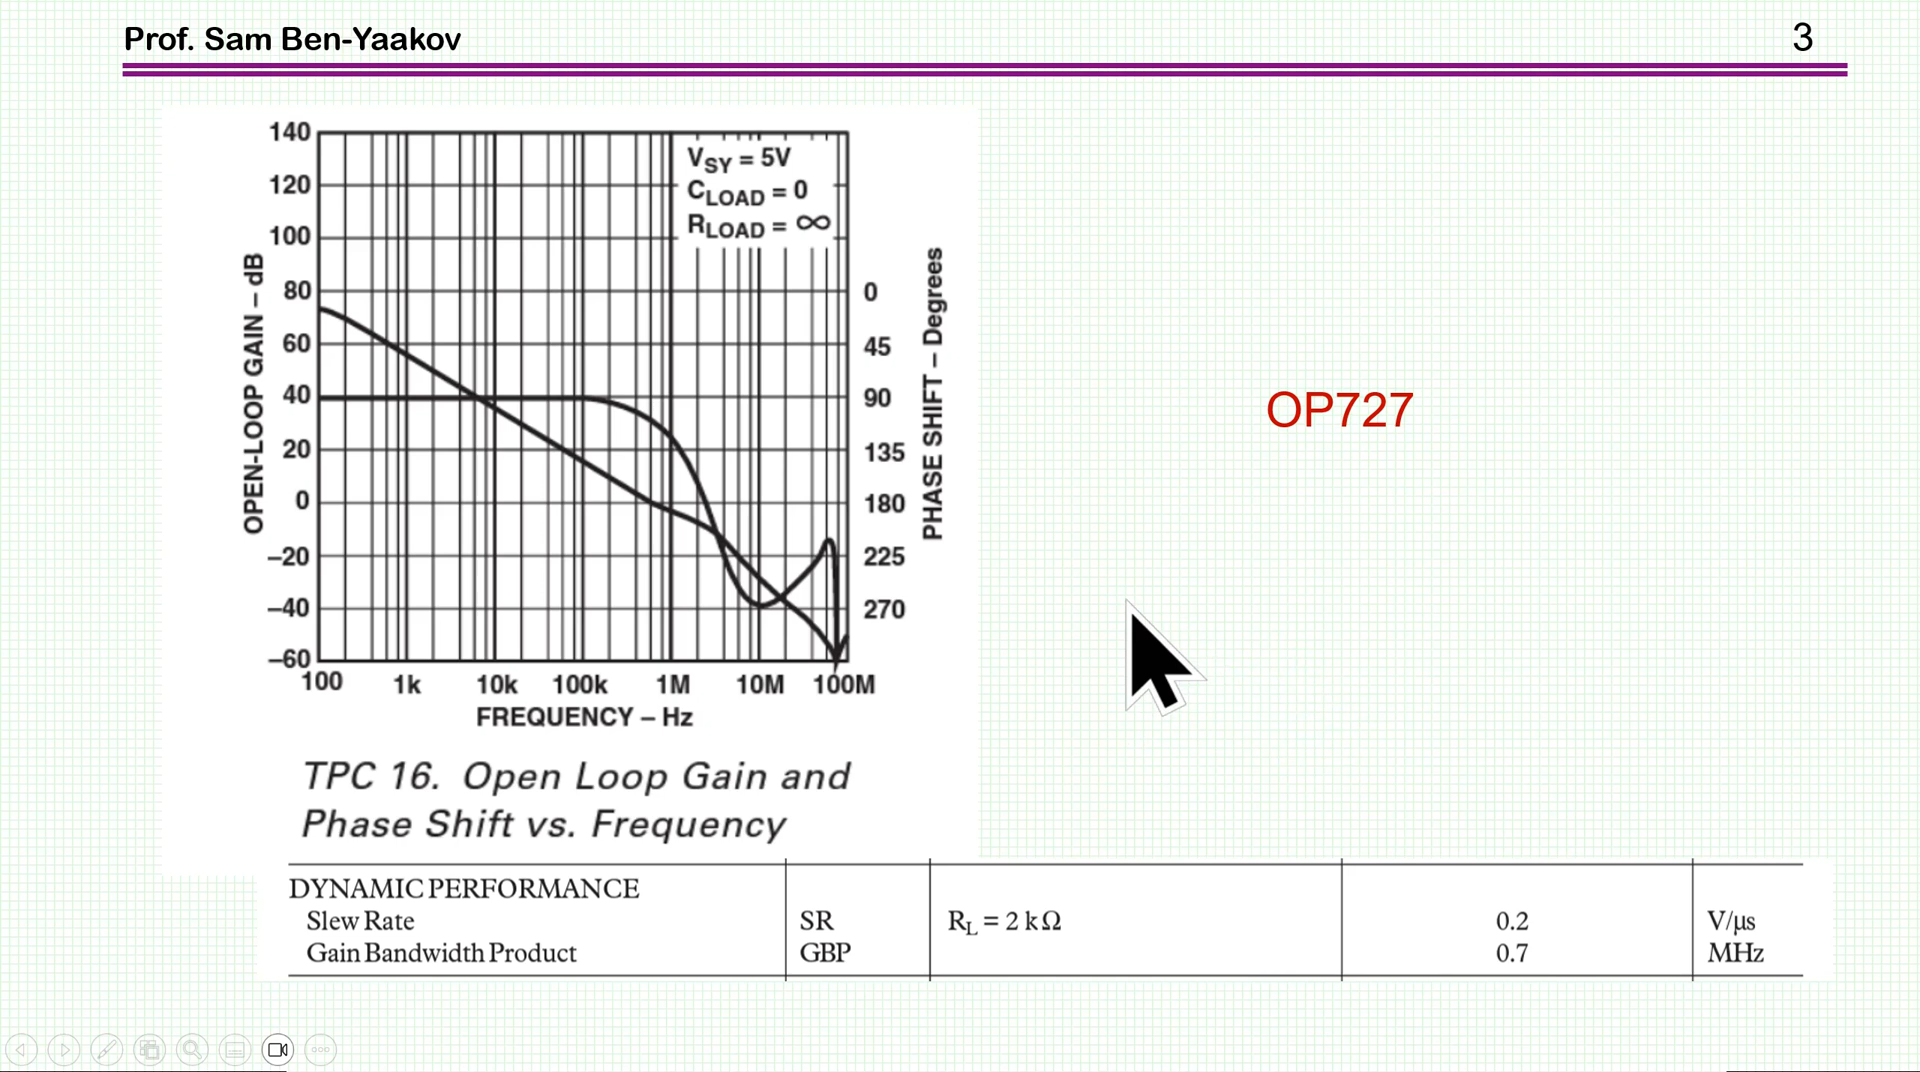 Prof. Sam Ben-Yaakov
3
140
120
100
80
60
40
20
0
–20
–40
–60
OPEN-LOOP GAIN – dB
VSY = 5V
CLOAD = 0
RLOAD = ∞
0
45
90
135
180
225
270
PHASE SHIFT – Degrees
100 1k 10k 100k 1M 10M 100M
FREQUENCY – Hz
OP727
TPC 16. Open Loop Gain and
Phase Shift vs. Frequency
DYNAMIC PERFORMANCE
Slew Rate SR RL = 2 kΩ 0.2 V/μs
Gain Bandwidth Product GBP 0.7 MHz